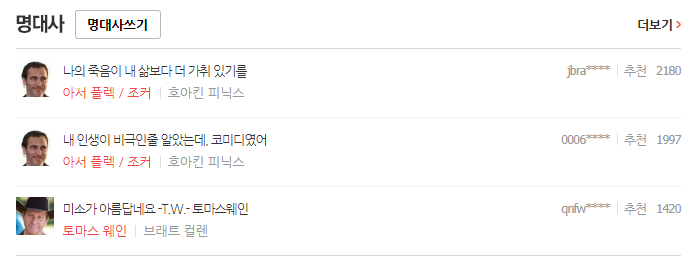 명대사 명대사쓰기 더보기 >
나의 죽음이 내 삶보다 더 가취 있기를 jbra**** 추천 2180
아서 플렉 / 조커 호아킨 피닉스
내 인생이 비극인줄 알았는데, 코미디였어 0006**** 추천 1997
아서 플렉 / 조커 호아킨 피닉스
미소가 아름답네요 -T.W.- 토마스웨인 qnfw**** 추천 1420
토마스 웨인 브래트 컬렌